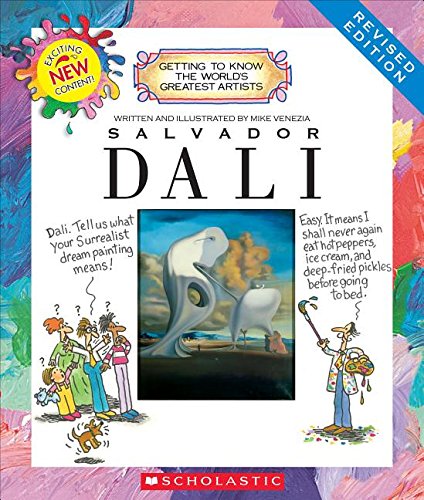 EXCITING
NEW
CONTENT!
GETTING TO KNOW
THE WORLD'S
GREATEST ARTISTS
REVISED
EDITION
WRITTEN AND ILLUSTRATED BY MIKE VENEZIA
SALVADOR
DALI
Dali. Tell us what
your Surrealist
dream painting
means!
Easy. It means I
shall never again
eat hot peppers,
ice cream, and
deep-fried pickles
before going
to bed.
?
?
?
?
?
SCHOLASTIC